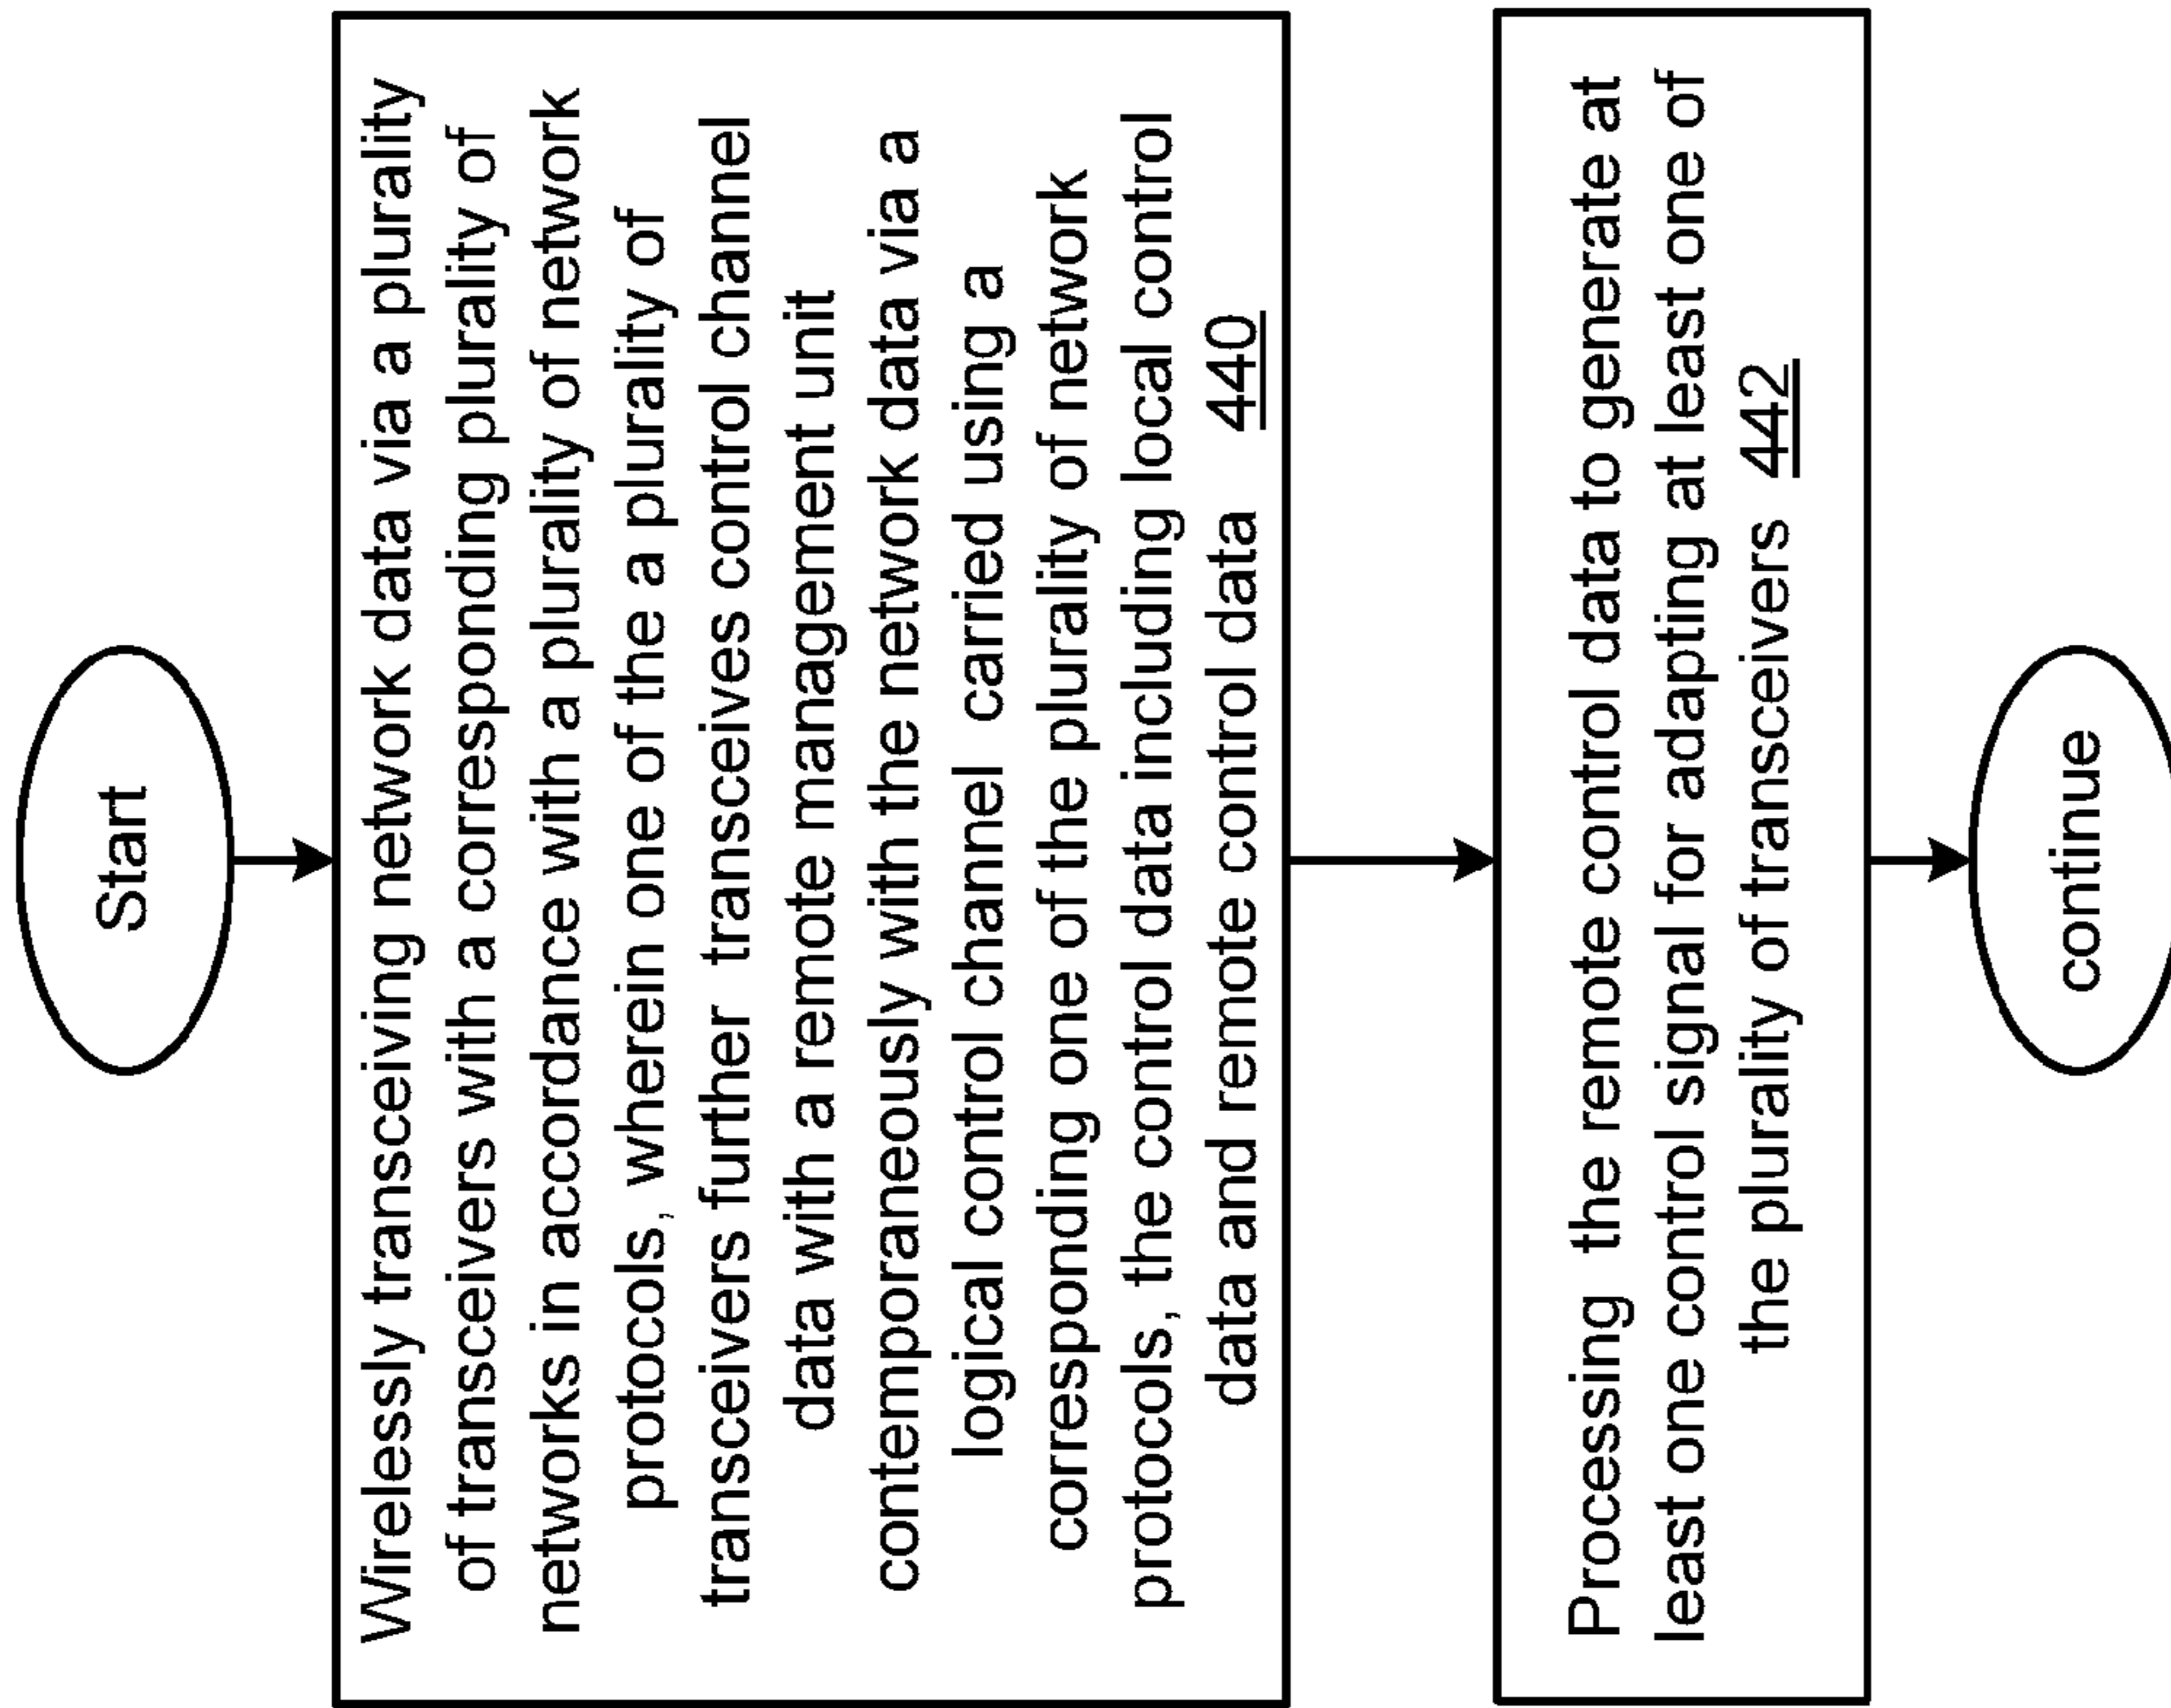 Start
Wirelessly transceiving network data via a plurality
of transceivers with a corresponding plurality of
networks in accordance with a plurality of network
protocols, wherein one of the a plurality of
transceivers further transceives control channel
data with a remote management unit
contemporaneously with the network data via a
logical control channel carried using a
corresponding one of the plurality of network
protocols, the control data including local control
data and remote control data 440
Processing the remote control data to generate at
least one control signal for adapting at least one of
the plurality of transceivers 442
continue